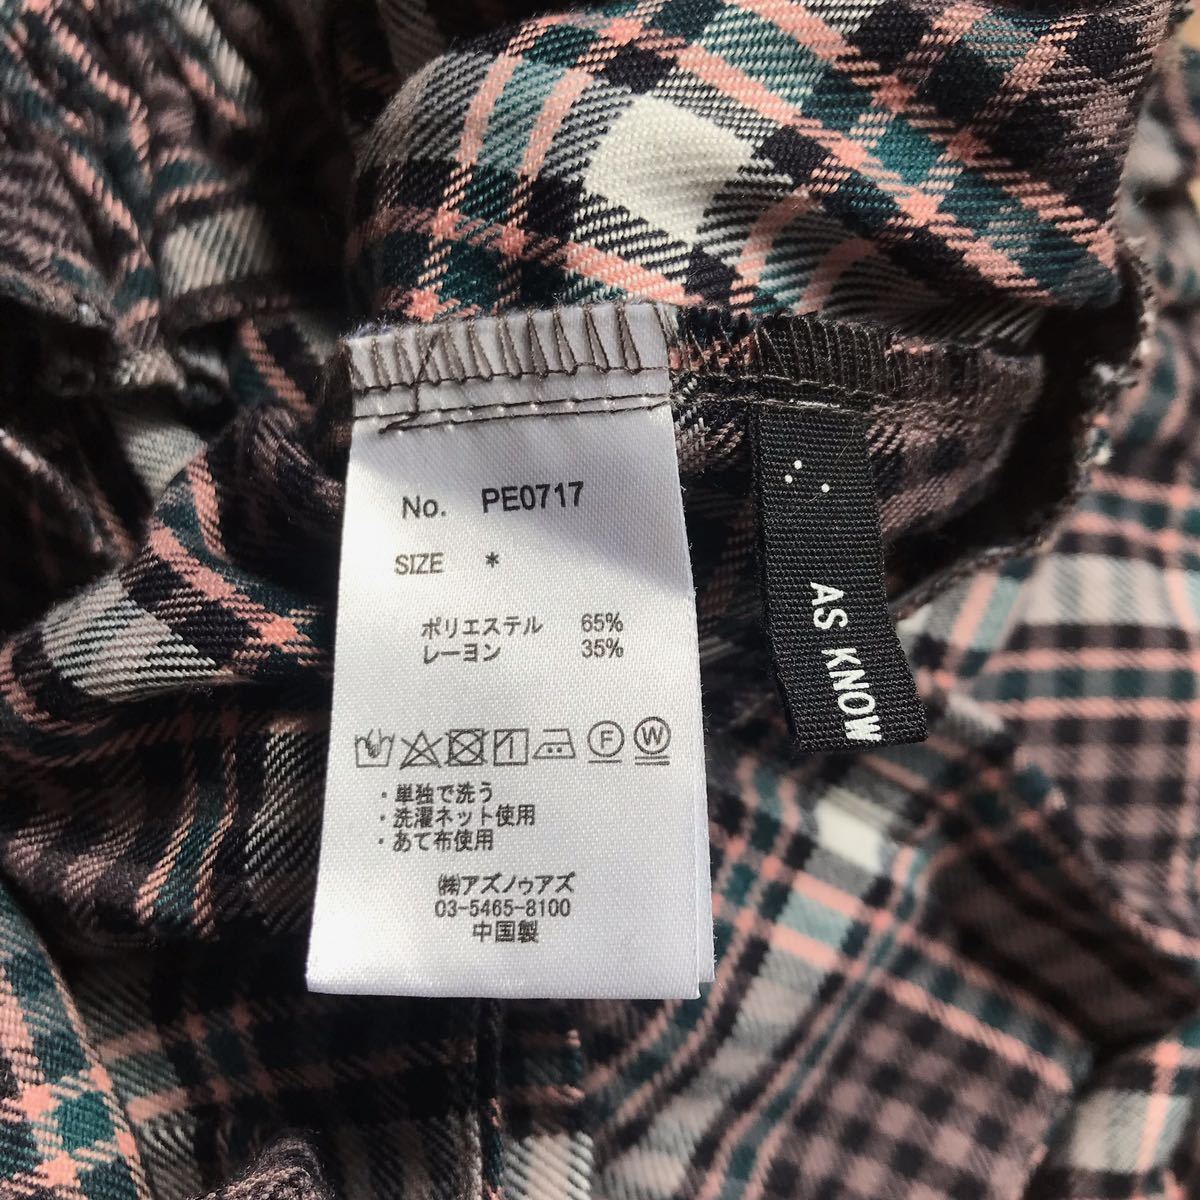 No. PE0717
SIZE *
ポリエステル 65%
レーヨン 35%
F W
・単独で洗う
・洗濯ネット使用
・あて布使用
㈱アズノゥアズ
03-5465-8100
中国製
AS KNOW